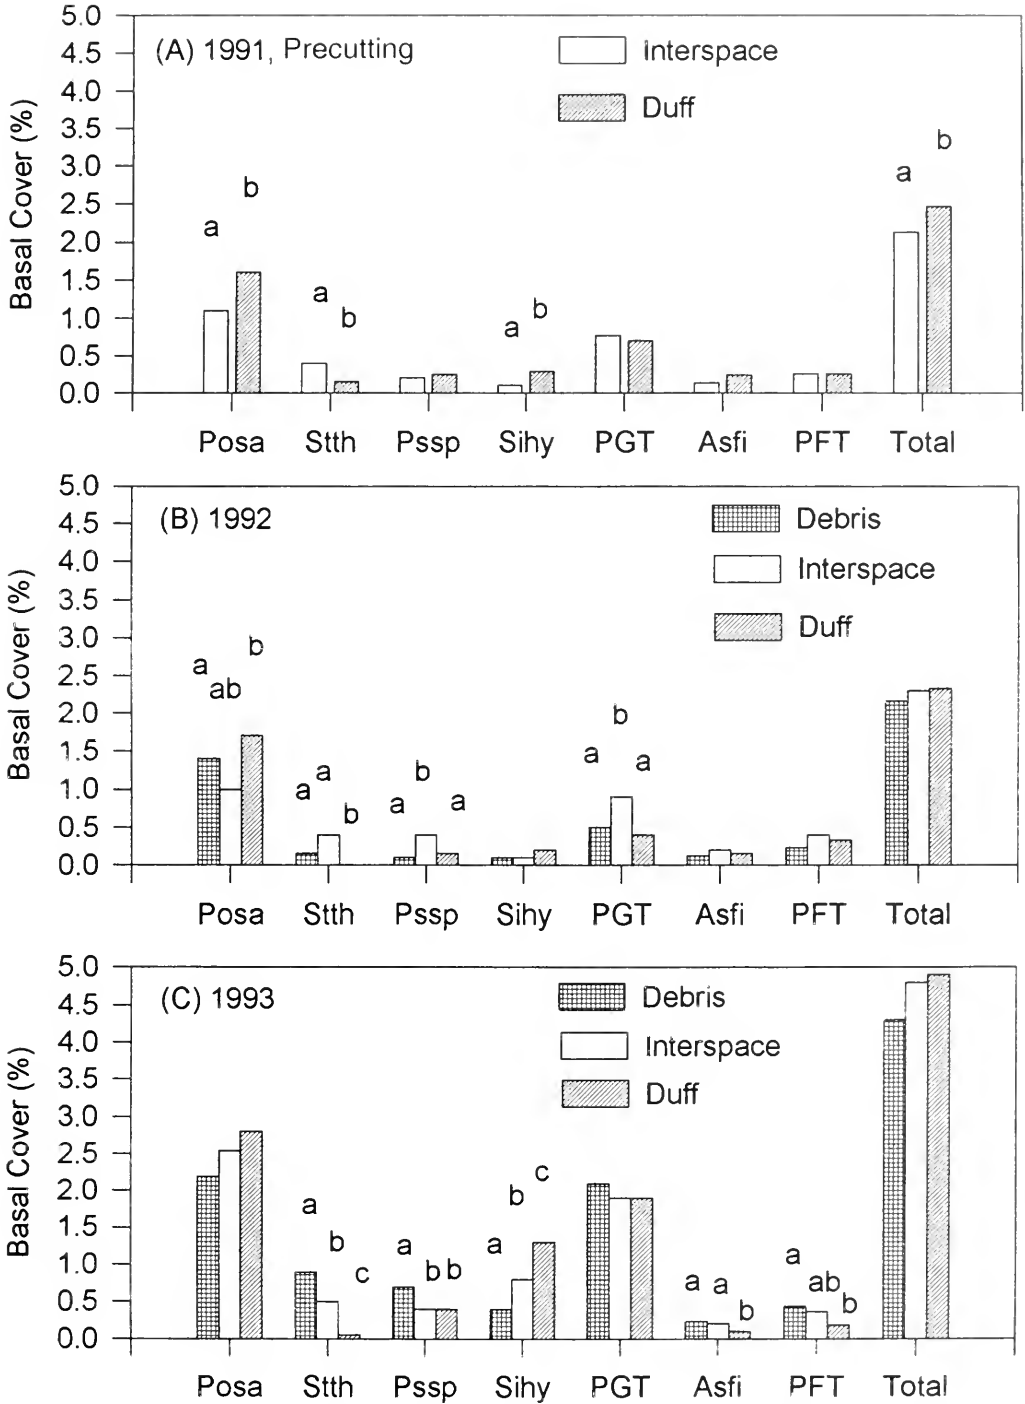 (A) 1991, Precutting
Interspace
Duff
Basal Cover (%)
5.0
4.5
4.0
3.5
3.0
2.5
2.0
1.5
1.0
0.5
0.0
a b
a b
a b
a b
Posa Stth Pssp Sihy PGT Asfi PFT Total
(B) 1992
Debris
Interspace
Duff
Basal Cover (%)
5.0
4.5
4.0
3.5
3.0
2.5
2.0
1.5
1.0
0.5
0.0
a ab b
a a b
a b a
a b a
Posa Stth Pssp Sihy PGT Asfi PFT Total
(C) 1993
Debris
Interspace
Duff
Basal Cover (%)
5.0
4.5
4.0
3.5
3.0
2.5
2.0
1.5
1.0
0.5
0.0
a b c
a b b
a b c
a a b
a ab b
Posa Stth Pssp Sihy PGT Asfi PFT Total